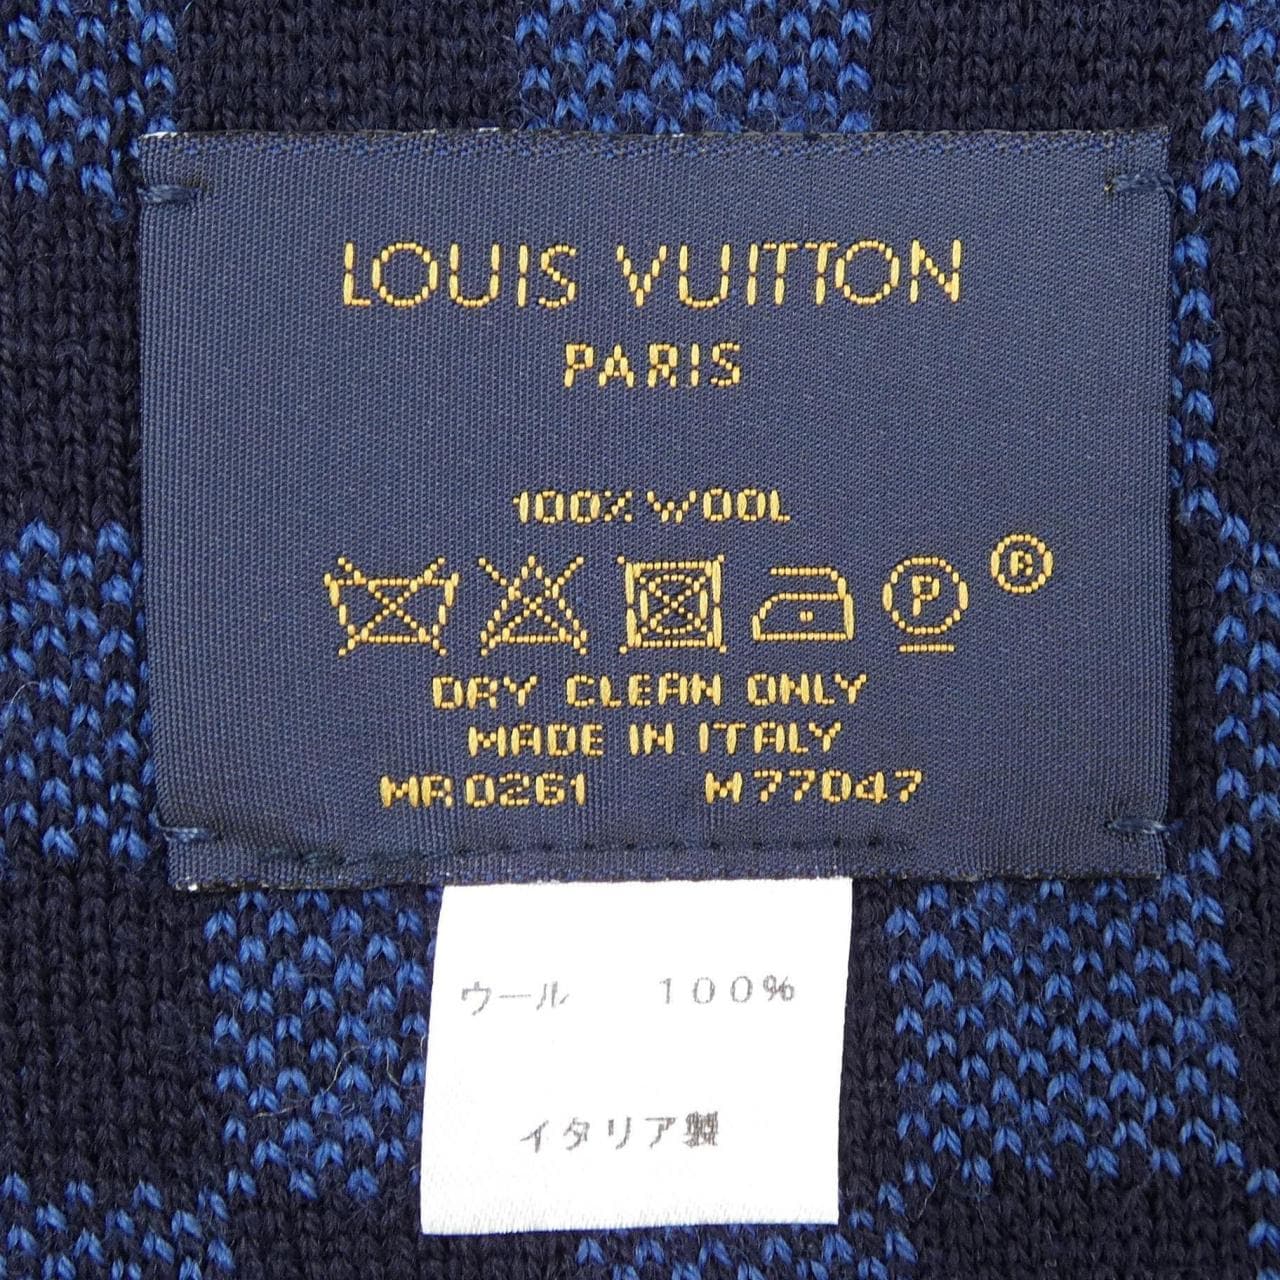 LOUIS VUITTON
PARIS
100% WOOL
P ®
DRY CLEAN ONLY
MADE IN ITALY
MR0261 M77047
ウール １００％
イタリア製